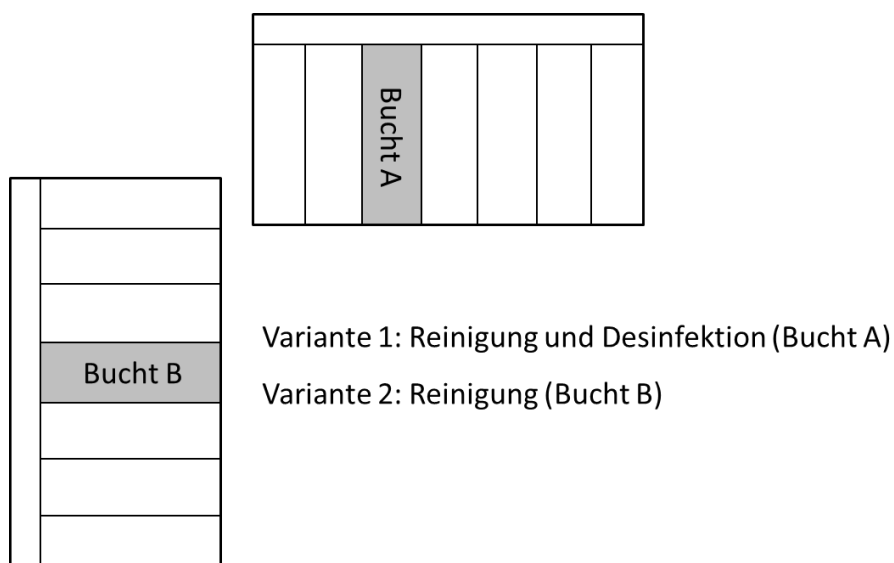 Bucht A
Bucht B
Variante 1: Reinigung und Desinfektion (Bucht A)
Variante 2: Reinigung (Bucht B)